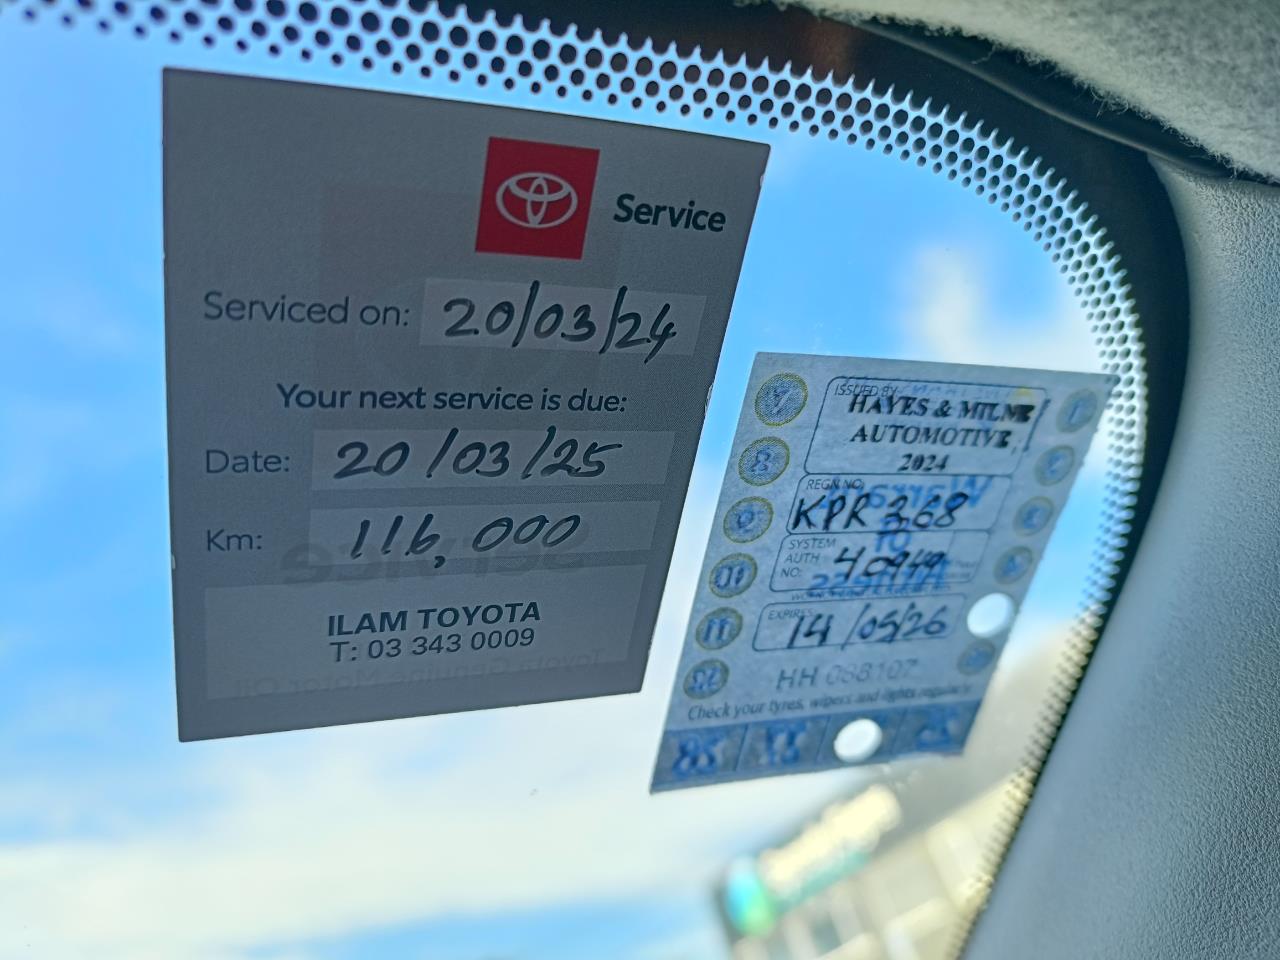 Service
Serviced on: 20/03/24
Your next service is due:
Date: 20/03/25
Km: 116,000
ILAM TOYOTA
T: 03 343 0009
ISSUED BY
HAYES & MILNE
AUTOMOTIVE,
2024
REGN NO.
KPR 368
SYSTEM
AUTH
NO: 40949
EXPIRES
14/05/26
HH 088107
Check your tyres, wipers and lights regularly